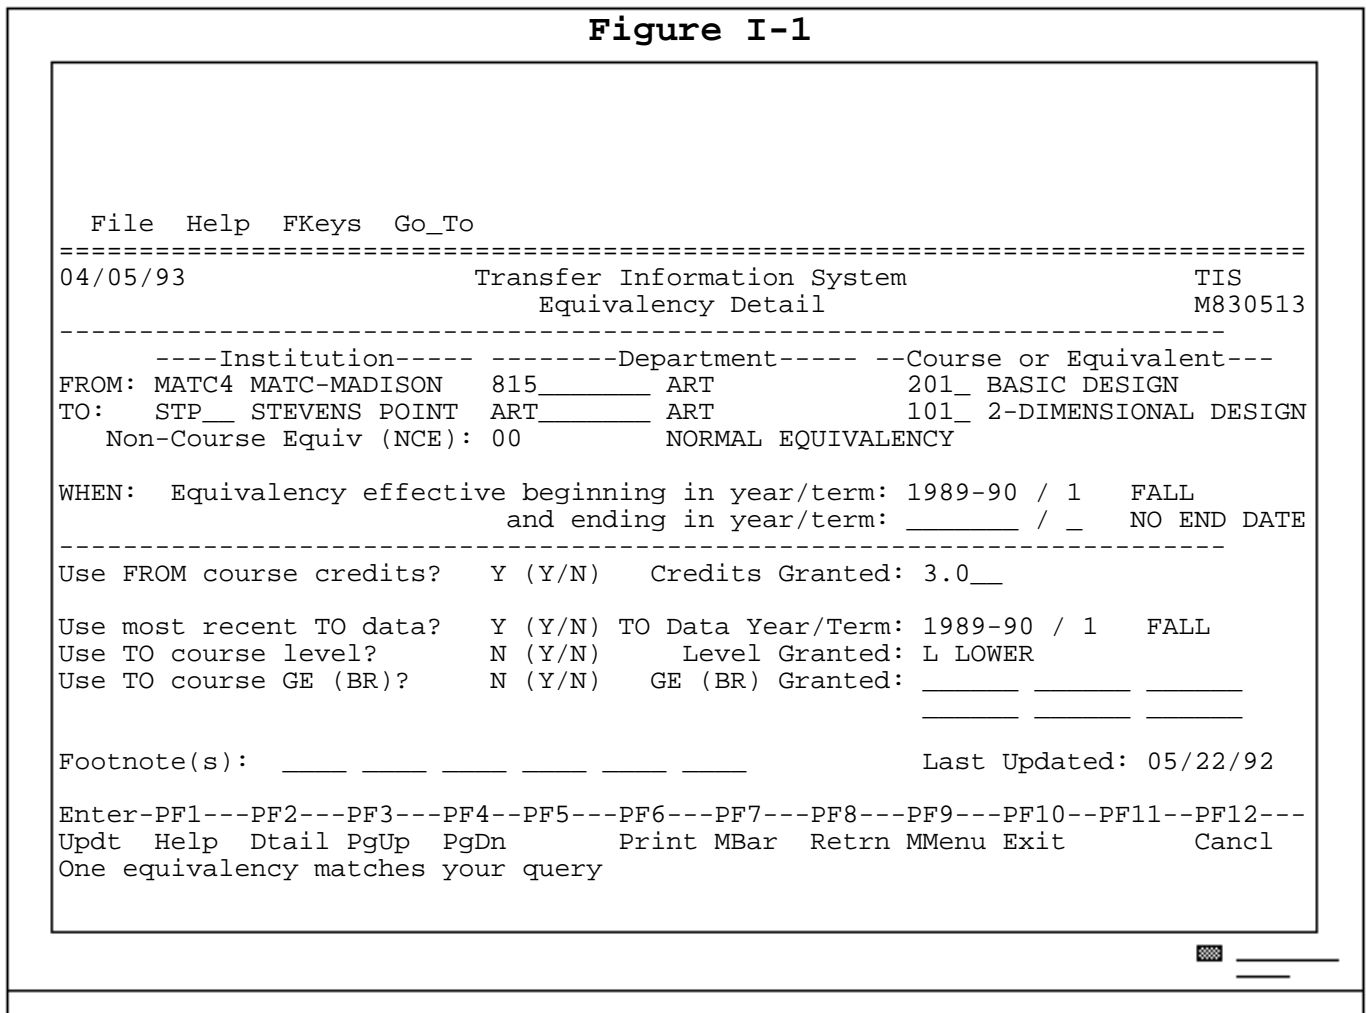 Figure I-1
File  Help  FKeys  Go_To
==============================================================================
04/05/93                  Transfer Information System                  TIS
                              Equivalency Detail                       M830513
-------------------------------------------------------------------------
      ----Institution----- --------Department----- --Course or Equivalent---
FROM: MATC4 MATC-MADISON   815_______ ART            201_ BASIC DESIGN
TO:   STP__ STEVENS POINT  ART_______ ART            101_ 2-DIMENSIONAL DESIGN
   Non-Course Equiv (NCE): 00         NORMAL EQUIVALENCY
WHEN:  Equivalency effective beginning in year/term: 1989-90 / 1   FALL
                            and ending in year/term: _______ / _   NO END DATE
-------------------------------------------------------------------------
Use FROM course credits?   Y (Y/N)   Credits Granted: 3.0__
Use most recent TO data?   Y (Y/N) TO Data Year/Term: 1989-90 / 1   FALL
Use TO course level?       N (Y/N)     Level Granted: L LOWER
Use TO course GE (BR)?     N (Y/N)   GE (BR) Granted: ______ ______ ______
                                                      ______ ______ ______
Footnote(s):  ____ ____ ____ ____ ____ ____           Last Updated: 05/22/92
Enter-PF1---PF2---PF3---PF4--PF5---PF6---PF7---PF8---PF9---PF10--PF11--PF12---
Updt  Help  Dtail PgUp  PgDn       Print MBar  Retrn MMenu Exit        Cancl
One equivalency matches your query